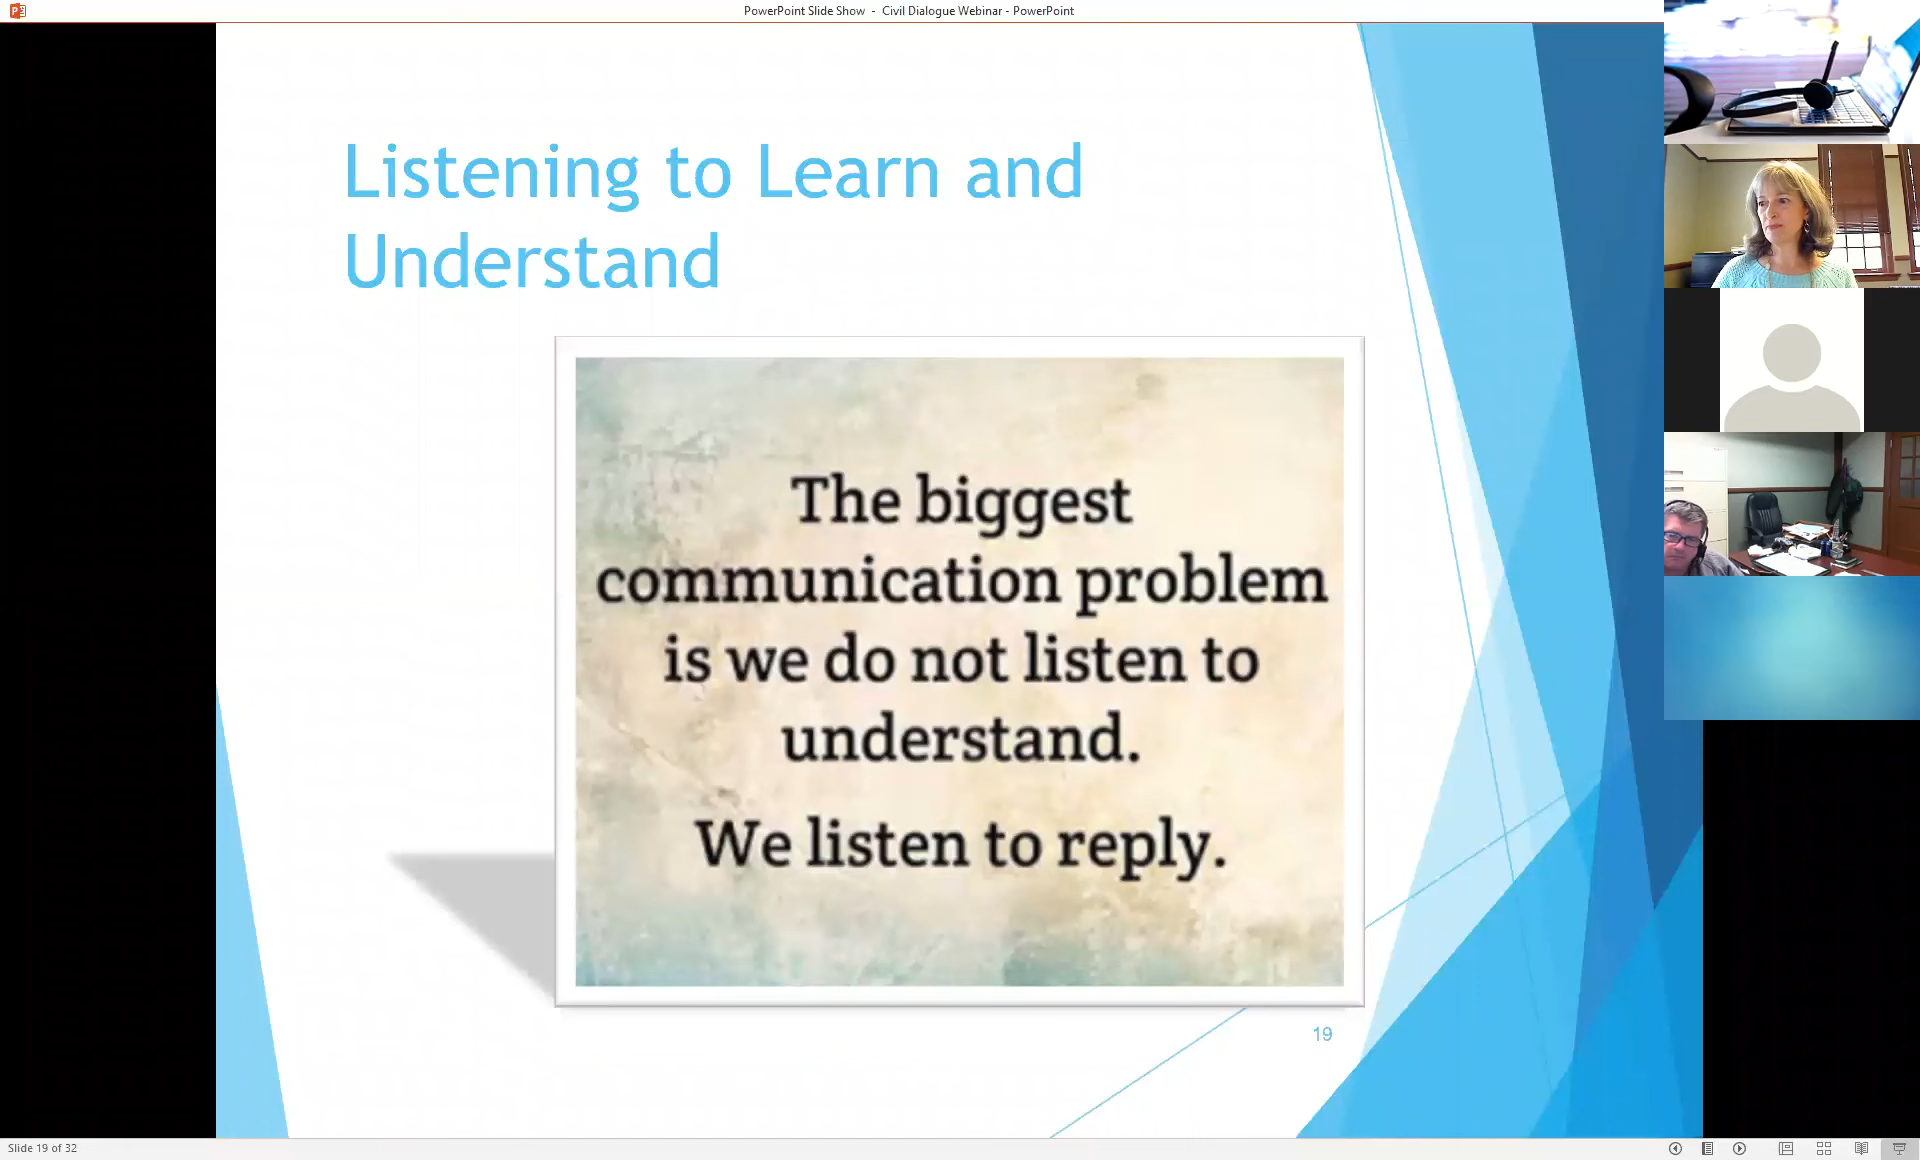 PowerPoint Slide Show - Civil Dialogue Webinar - PowerPoint
Listening to Learn and
Understand
The biggest
communication problem
is we do not listen to
understand.
We listen to reply.
19
Slide 19 of 32